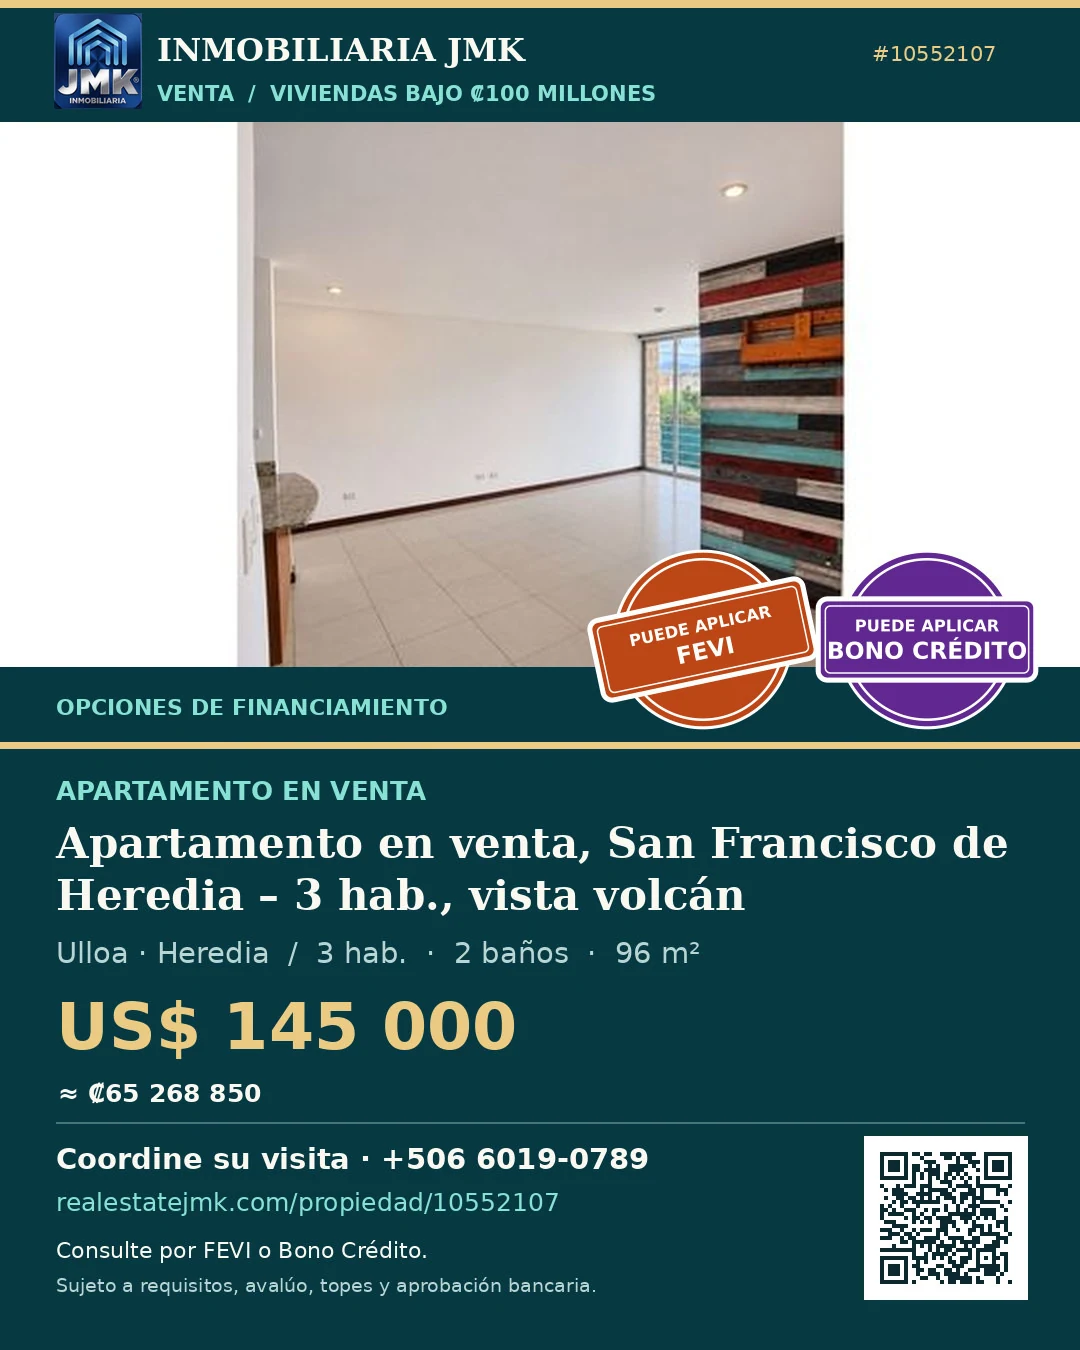 JMK
INMOBILIARIA
INMOBILIARIA JMK
VENTA / VIVIENDAS BAJO ₡100 MILLONES
#10552107
PUEDE APLICAR
FEVI
PUEDE APLICAR
BONO CRÉDITO
OPCIONES DE FINANCIAMIENTO
APARTAMENTO EN VENTA
Apartamento en venta, San Francisco de
Heredia – 3 hab., vista volcán
Ulloa · Heredia / 3 hab. · 2 baños · 96 m²
US$ 145 000
≈ ₡65 268 850
Coordine su visita · +506 6019-0789
realestatejmk.com/propiedad/10552107
Consulte por FEVI o Bono Crédito.
Sujeto a requisitos, avalúo, topes y aprobación bancaria.